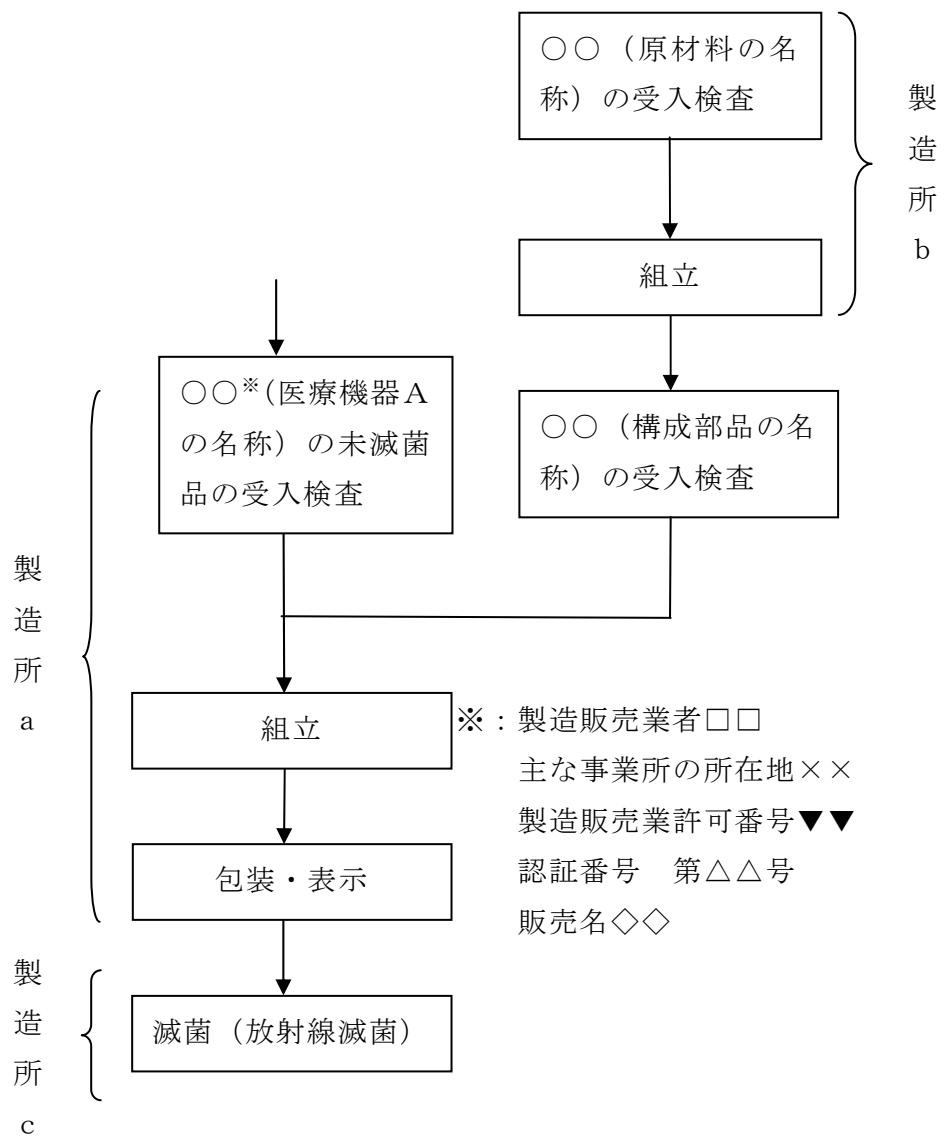 ○○（原材料の名
称）の受入検査
製
造
所
b
組立
○○※(医療機器A
の名称）の未滅菌
品の受入検査
○○（構成部品の名
称）の受入検査
製
造
所
a
組立
※：製造販売業者□□
主な事業所の所在地××
製造販売業許可番号▼▼
認証番号　第△△号
販売名◇◇
包装・表示
製
造
所
c
滅菌（放射線滅菌）